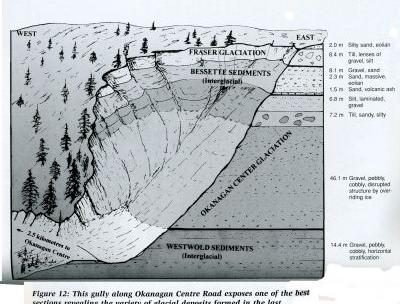 WEST
EAST
FRASER GLACIATION
BESSETTE SEDIMENTS
(Interglacial)
OKANAGAN CENTER GLACIATION
WESTWOLD SEDIMENTS
(Interglacial)
2.5 kilometres to
Okanagan Centre
2.0 m Silty sand, eolian
8.4 m Till, lenses of
gravel, silt
8.1 m Gravel, sand
2.3 m Sand, massive,
eolian
1.5 m Sand, volcanic ash
6.8 m Silt, laminated,
gravel
7.2 m Till, sandy, silty
46.1 m Gravel, pebbly,
cobbly, disrupted
structure by over-
riding ice
14.4 m Gravel, pebbly,
cobbly, horizontal
stratification
Figure 12: This gully along Okanagan Centre Road exposes one of the best
sections revealing the variety of glacial deposits formed in the last